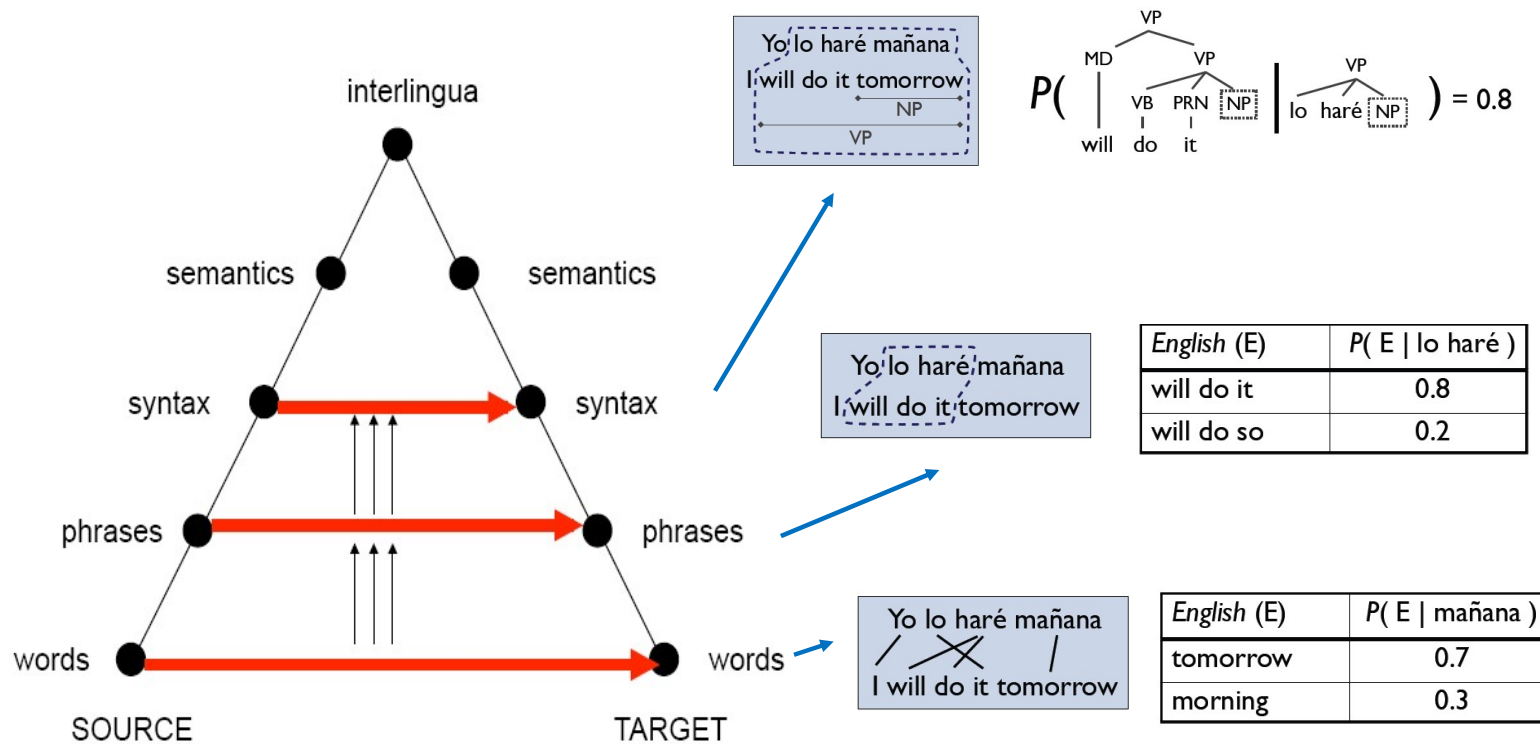 interlingua
semantics
semantics
syntax
syntax
phrases
phrases
words
words
SOURCE
TARGET
Yo lo haré mañana
I will do it tomorrow
NP
VP
VP
MD VP
P( VB PRN NP | lo haré NP ) = 0.8
VP
will do it
Yo lo haré mañana
I will do it tomorrow
English (E) P( E | lo haré )
will do it 0.8
will do so 0.2
Yo lo haré mañana
I will do it tomorrow
English (E) P( E | mañana )
tomorrow 0.7
morning 0.3